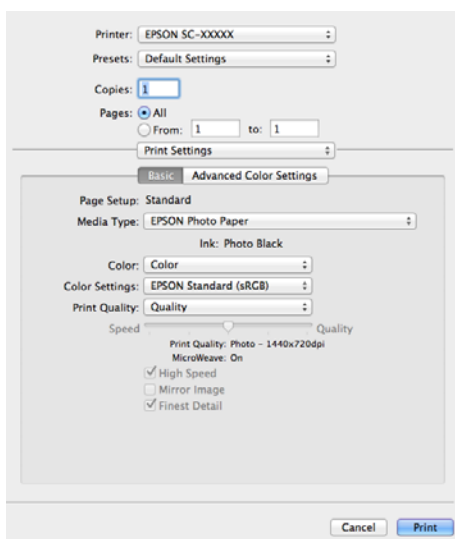 Printer: EPSON SC-XXXXX
Presets: Default Settings
Copies: 1
Pages: All
From: 1 to: 1
Print Settings
Basic Advanced Color Settings
Page Setup: Standard
Media Type: EPSON Photo Paper
Ink: Photo Black
Color: Color
Color Settings: EPSON Standard (sRGB)
Print Quality: Quality
Speed Quality
Print Quality: Photo - 1440x720dpi
MicroWeave: On
High Speed
Mirror Image
Finest Detail
Cancel Print